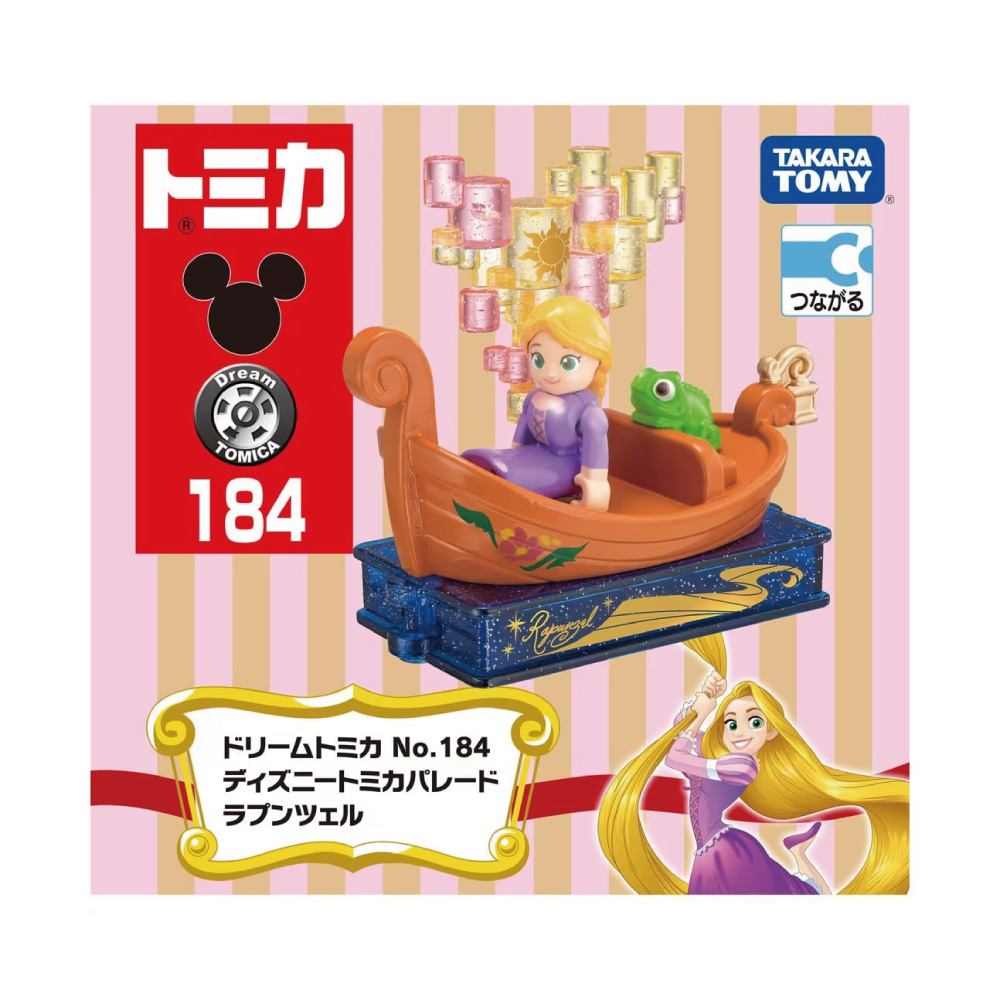 トミカ
®
Dream
TOMICA
184
TAKARA
TOMY
®
つながる
Rapunzel
ドリームトミカ No.184
ディズニートミカパレード
ラプンツェル